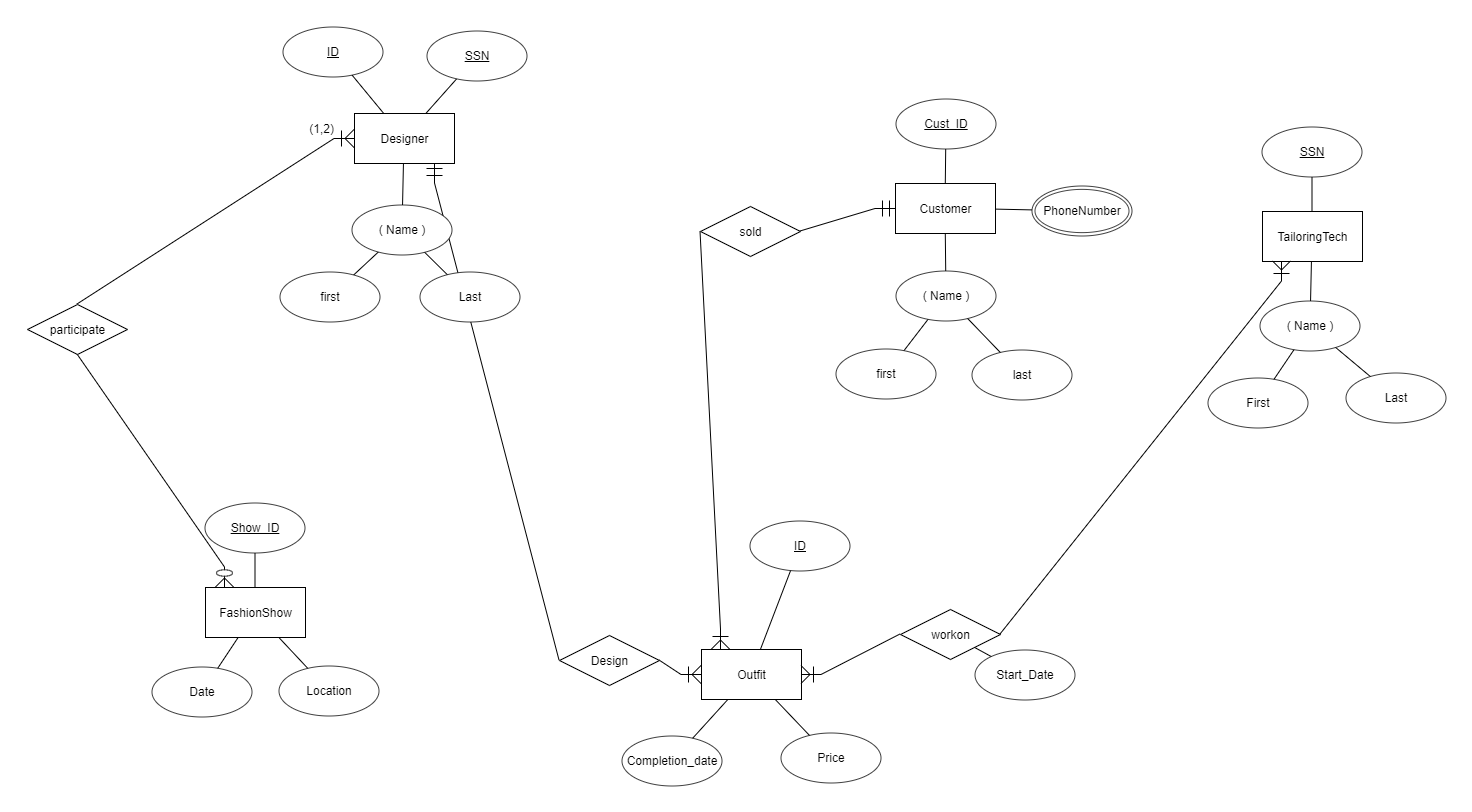 ID
SSN
(1,2)
Designer
Cust_ID
SSN
Customer
PhoneNumber
( Name )
sold
TailoringTech
first
Last
( Name )
( Name )
participate
first
last
First
Last
Show_ID
ID
FashionShow
workon
Design
Outfit
Start_Date
Date
Location
Completion_date
Price